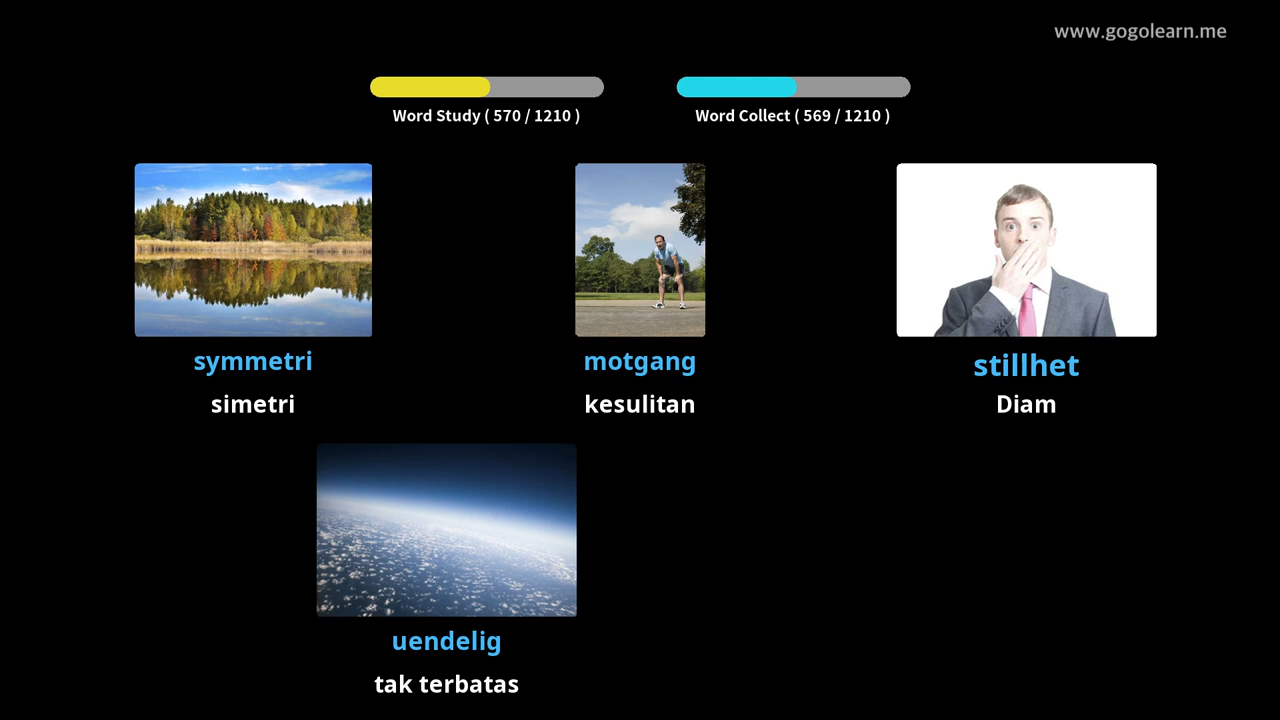 www.gogolearn.me
Word Study ( 570 / 1210 )
Word Collect ( 569 / 1210 )
symmetri
simetri
motgang
kesulitan
stillhet
Diam
uendelig
tak terbatas